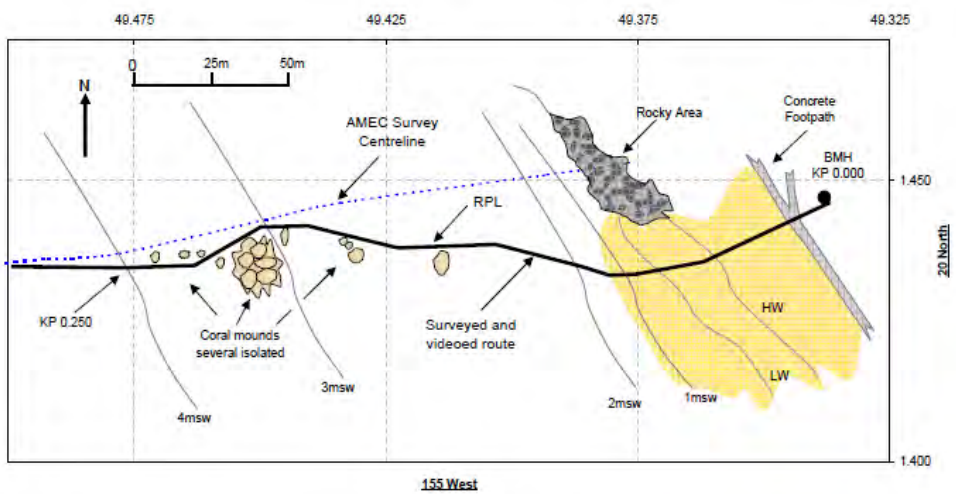 49.475
49.425
49.375
49.325
0
25m
50m
N
AMEC Survey
Centreline
Rocky Area
Concrete
Footpath
BMH
KP 0.000
1.450
RPL
20 North
KP 0.250
Coral mounds
several isolated
Surveyed and
videoed route
HW
LW
3msw
4msw
2msw
1msw
1.400
155 West